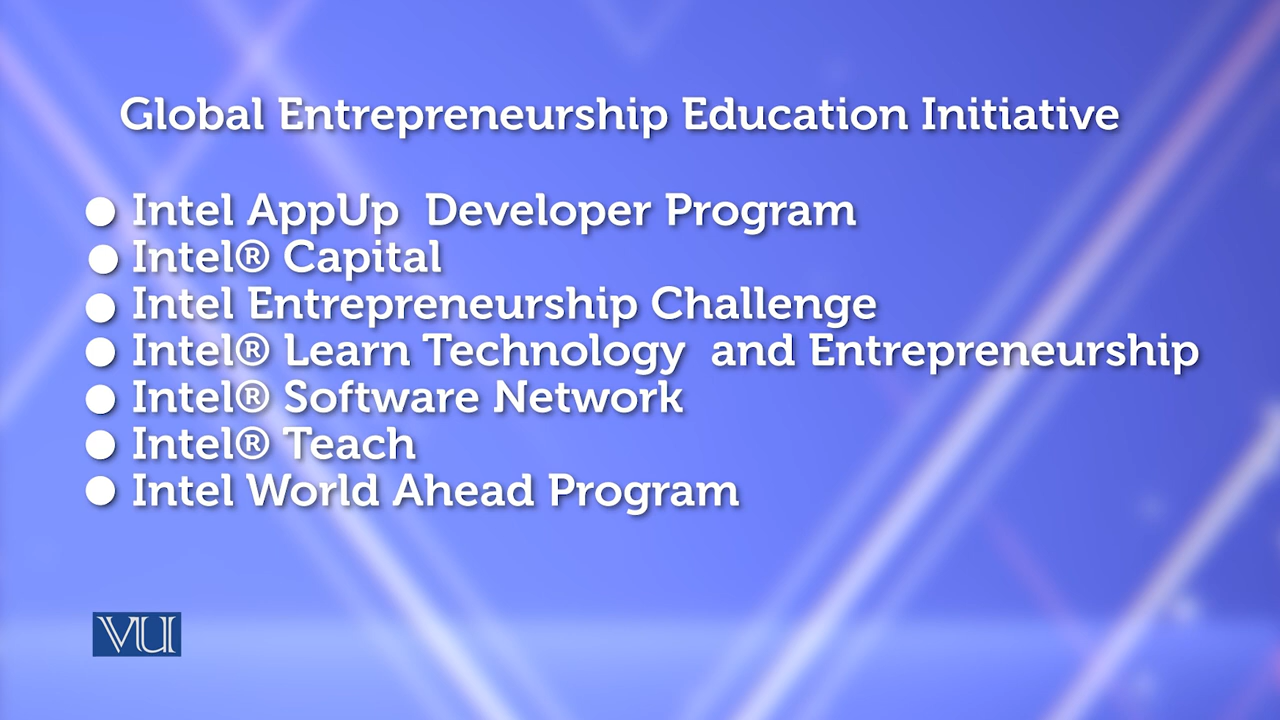 Global Entrepreneurship Education Initiative
● Intel AppUp  Developer Program
● Intel® Capital
● Intel Entrepreneurship Challenge
● Intel® Learn Technology  and Entrepreneurship
● Intel® Software Network
● Intel® Teach
● Intel World Ahead Program
VU